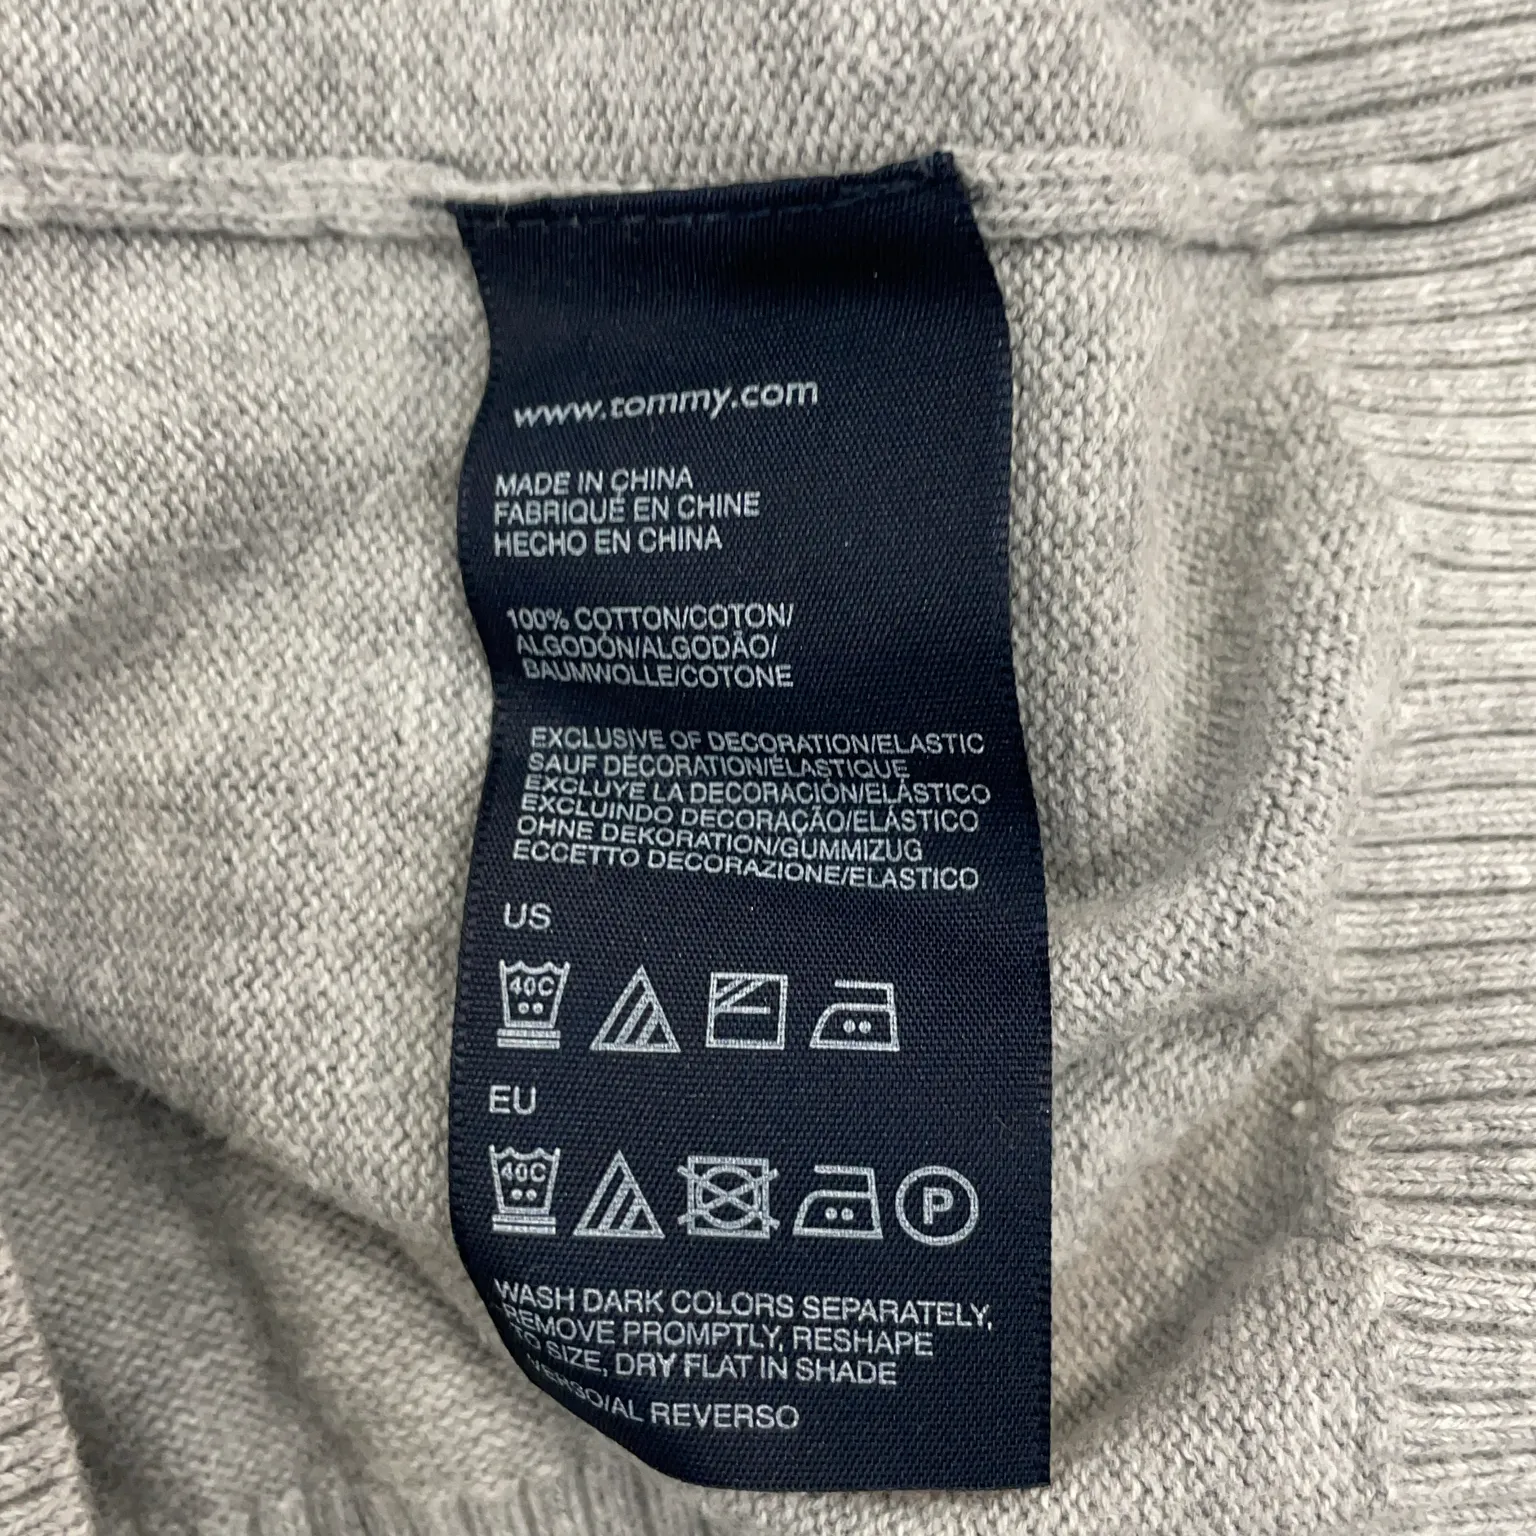 www.tommy.com
MADE IN CHINA
FABRIQUÉ EN CHINE
HECHO EN CHINA
100% COTTON/COTON/
ALGODÓN/ALGODÃO/
BAUMWOLLE/COTONE
EXCLUSIVE OF DECORATION/ELASTIC
SAUF DÉCORATION/ÉLASTIQUE
EXCLUYE LA DECORACIÓN/ELÁSTICO
EXCLUINDO DECORAÇÃO/ELÁSTICO
OHNE DEKORATION/GUMMIZUG
ECCETTO DECORAZIONE/ELASTICO
US
40C
EU
40C P
WASH DARK COLORS SEPARATELY,
REMOVE PROMPTLY, RESHAPE
TO SIZE, DRY FLAT IN SHADE
VERSO/AL REVERSO